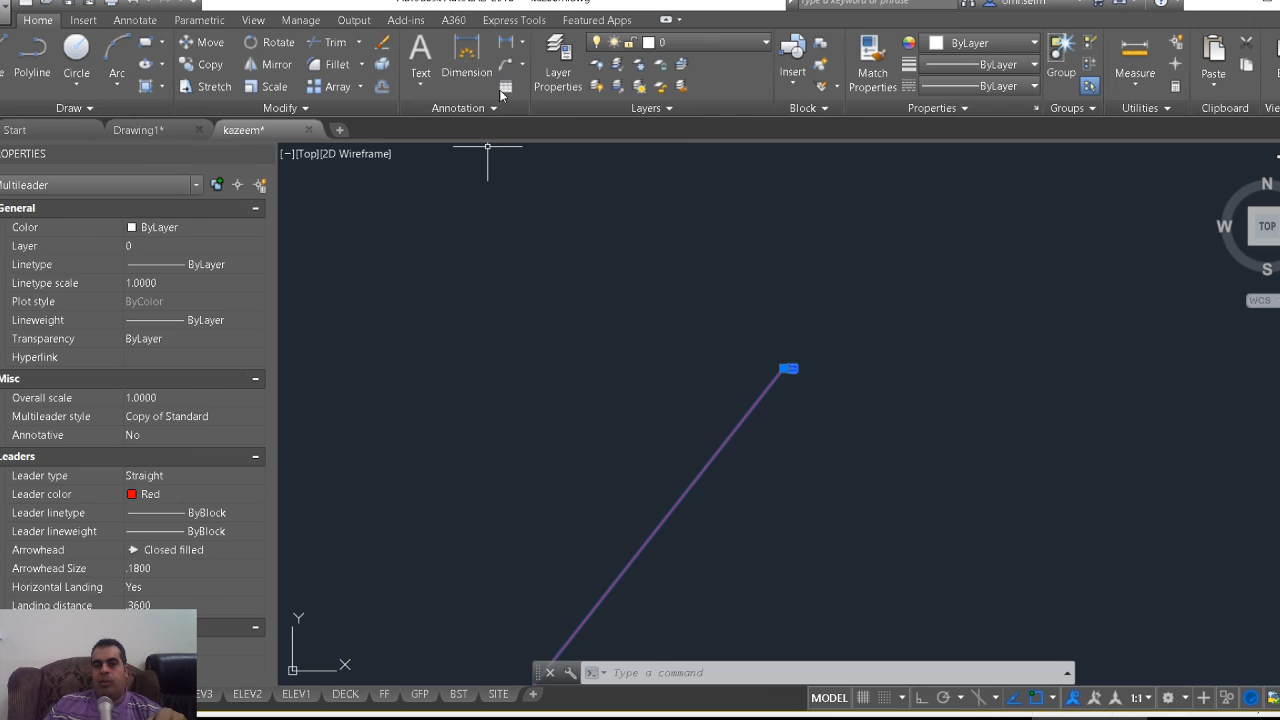 Type a keyword or phrase
Home Insert Annotate Parametric View Manage Output Add-ins A360 Express Tools Featured Apps
Move Rotate Trim 0 ByLayer
Polyline Circle Arc Copy Mirror Fillet Text Dimension Layer Properties Insert Match Properties ByLayer Group Measure Paste
Stretch Scale Array ByLayer
Draw Modify Annotation Layers Block Properties Groups Utilities Clipboard
Start Drawing1* kazeem*
ROPERTIES [−][Top][2D Wireframe]
Multileader
N
W TOP
S
WCS
General
Color ByLayer
Layer 0
Linetype ByLayer
Linetype scale 1.0000
Plot style ByColor
Lineweight ByLayer
Transparency ByLayer
Hyperlink
Misc
Overall scale 1.0000
Multileader style Copy of Standard
Annotative No
Leaders
Leader type Straight
Leader color Red
Leader linetype ByBlock
Leader lineweight ByBlock
Arrowhead Closed filled
Arrowhead Size .1800
Horizontal Landing Yes
Landing distance .3600
Y
X
Type a command
EV3 ELEV2 ELEV1 DECK FF GFP BST SITE MODEL 1:1